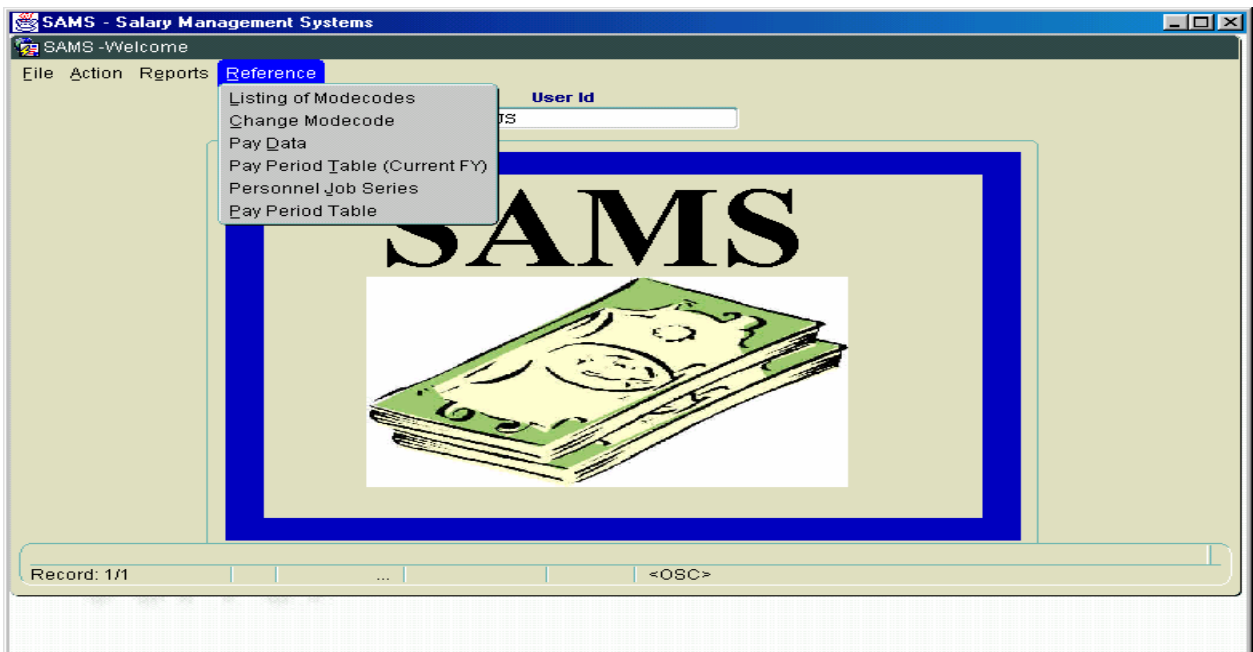 SAMS - Salary Management Systems
SAMS -Welcome
File Action Reports Reference
Listing of Modecodes
Change Modecode
Pay Data
Pay Period Table (Current FY)
Personnel Job Series
Pay Period Table
User Id
SAMS
Record: 1/1 ... <OSC>